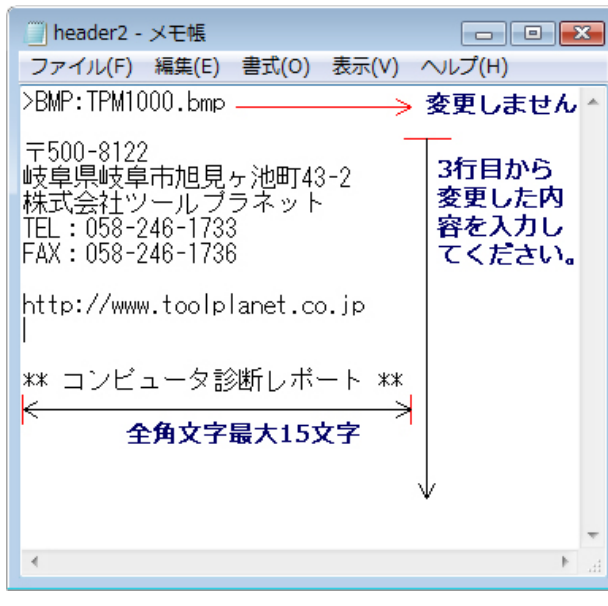 header2 - メモ帳
ファイル(F) 編集(E) 書式(O) 表示(V) ヘルプ(H)
>BMP:TPM1000.bmp
変更しません
〒500-8122
岐阜県岐阜市旭見ヶ池町43-2
株式会社ツールプラネット
TEL：058-246-1733
FAX：058-246-1736
http://www.toolplanet.co.jp
** コンピュータ診断レポート **
全角文字最大15文字
3行目から
変更した内
容を入力し
てください。